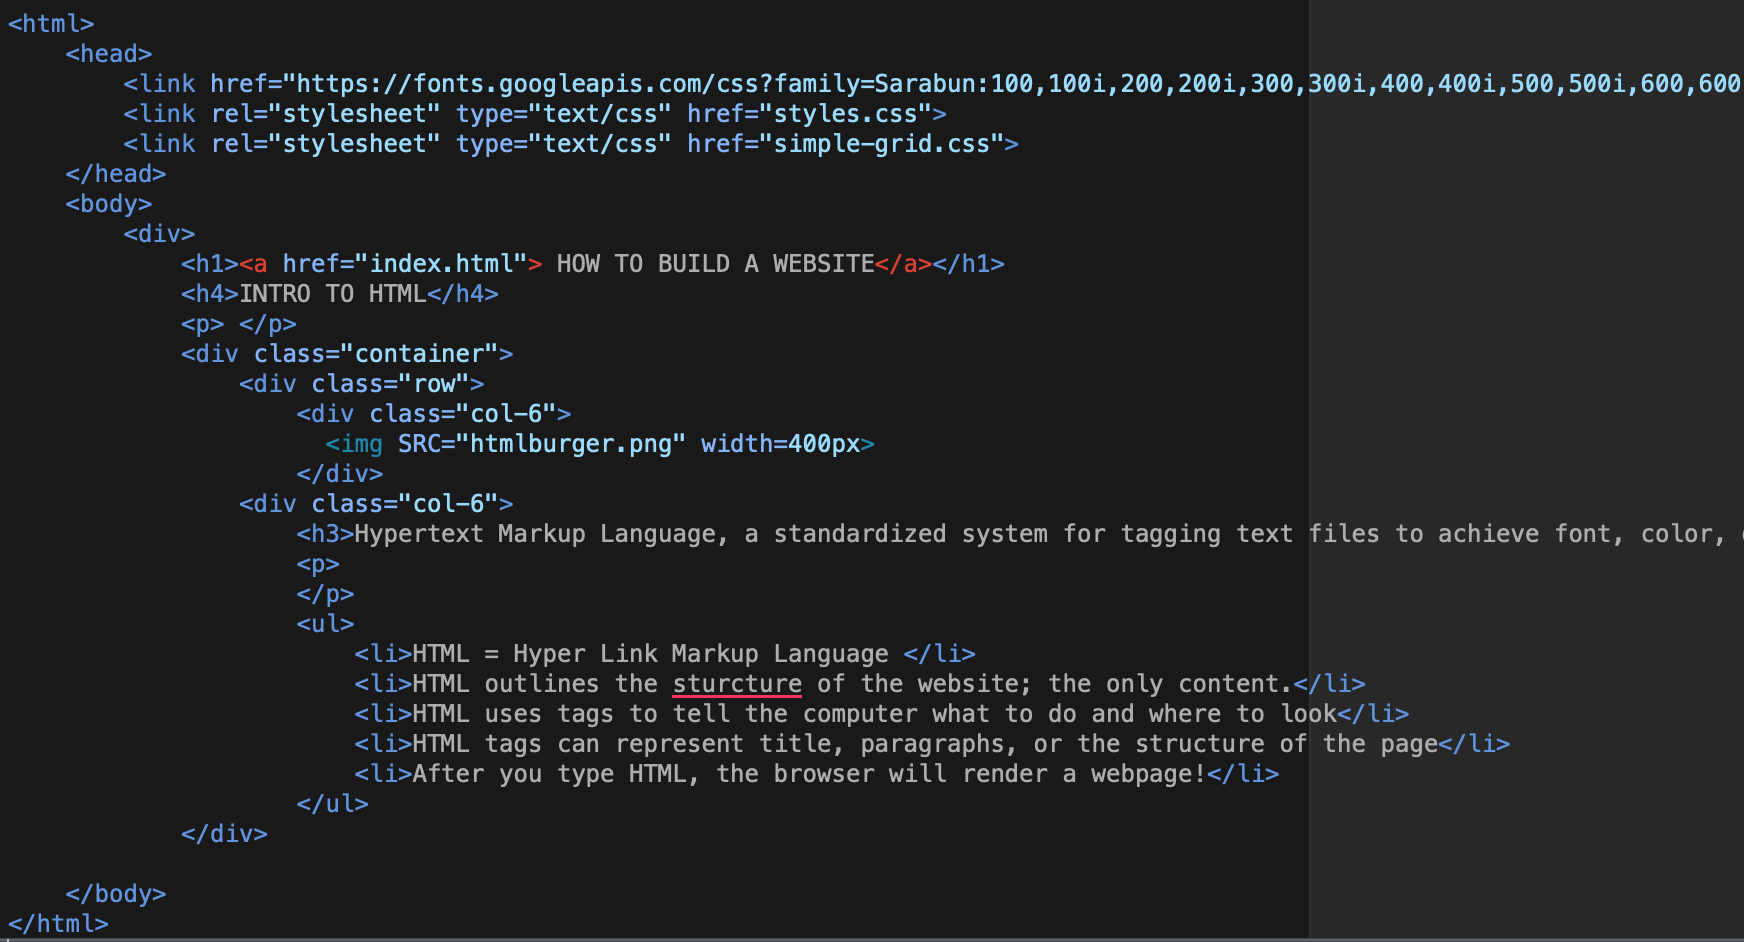 <html>
<head>
<link href="https://fonts.googleapis.com/css?family=Sarabun:100,100i,200,200i,300,300i,400,400i,500,500i,600,600
<link rel="stylesheet" type="text/css" href="styles.css">
<link rel="stylesheet" type="text/css" href="simple-grid.css">
</head>
<body>
<div>
<h1><a href="index.html"> HOW TO BUILD A WEBSITE</a></h1>
<h4>INTRO TO HTML</h4>
<p> </p>
<div class="container">
<div class="row">
<div class="col-6">
<img SRC="htmlburger.png" width=400px>
</div>
<div class="col-6">
<h3>Hypertext Markup Language, a standardized system for tagging text files to achieve font, color,
<p>
</p>
<ul>
<li>HTML = Hyper Link Markup Language </li>
<li>HTML outlines the sturcture of the website; the only content.</li>
<li>HTML uses tags to tell the computer what to do and where to look</li>
<li>HTML tags can represent title, paragraphs, or the structure of the page</li>
<li>After you type HTML, the browser will render a webpage!</li>
</ul>
</div>
</body>
</html>